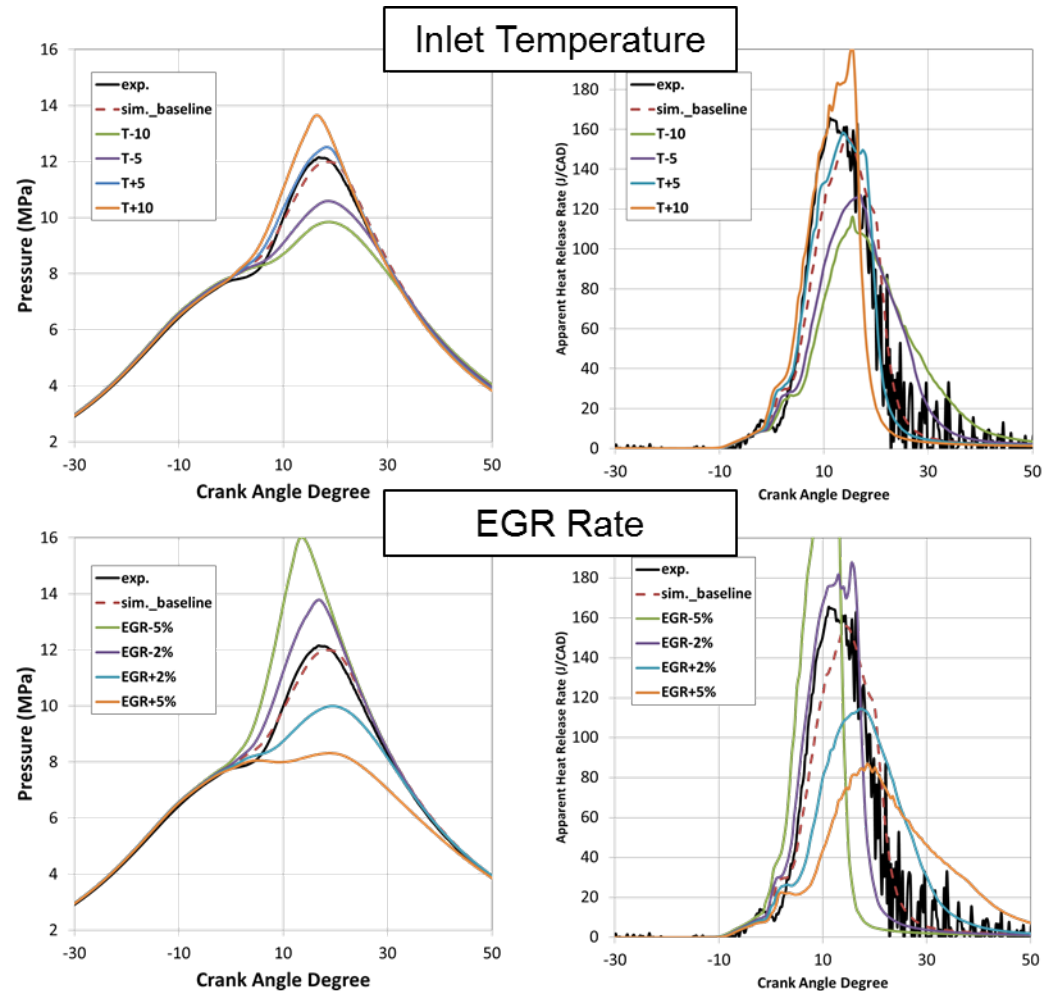 Inlet Temperature
16
14
12
10
8
6
4
2
-30
-10
10
30
50
Pressure (MPa)
Crank Angle Degree
exp.
sim._baseline
T-10
T-5
T+5
T+10
180
160
140
120
100
80
60
40
20
0
-30
-10
10
30
50
Apparent Heat Release Rate (J/CAD)
Crank Angle Degree
exp.
sim._baseline
T-10
T-5
T+5
T+10
EGR Rate
16
14
12
10
8
6
4
2
-30
-10
10
30
50
Pressure (MPa)
Crank Angle Degree
exp.
sim._baseline
EGR-5%
EGR-2%
EGR+2%
EGR+5%
180
160
140
120
100
80
60
40
20
0
-30
-10
10
30
50
Apparent Heat Release Rate (J/CAD)
Crank Angle Degree
exp.
sim._baseline
EGR-5%
EGR-2%
EGR+2%
EGR+5%